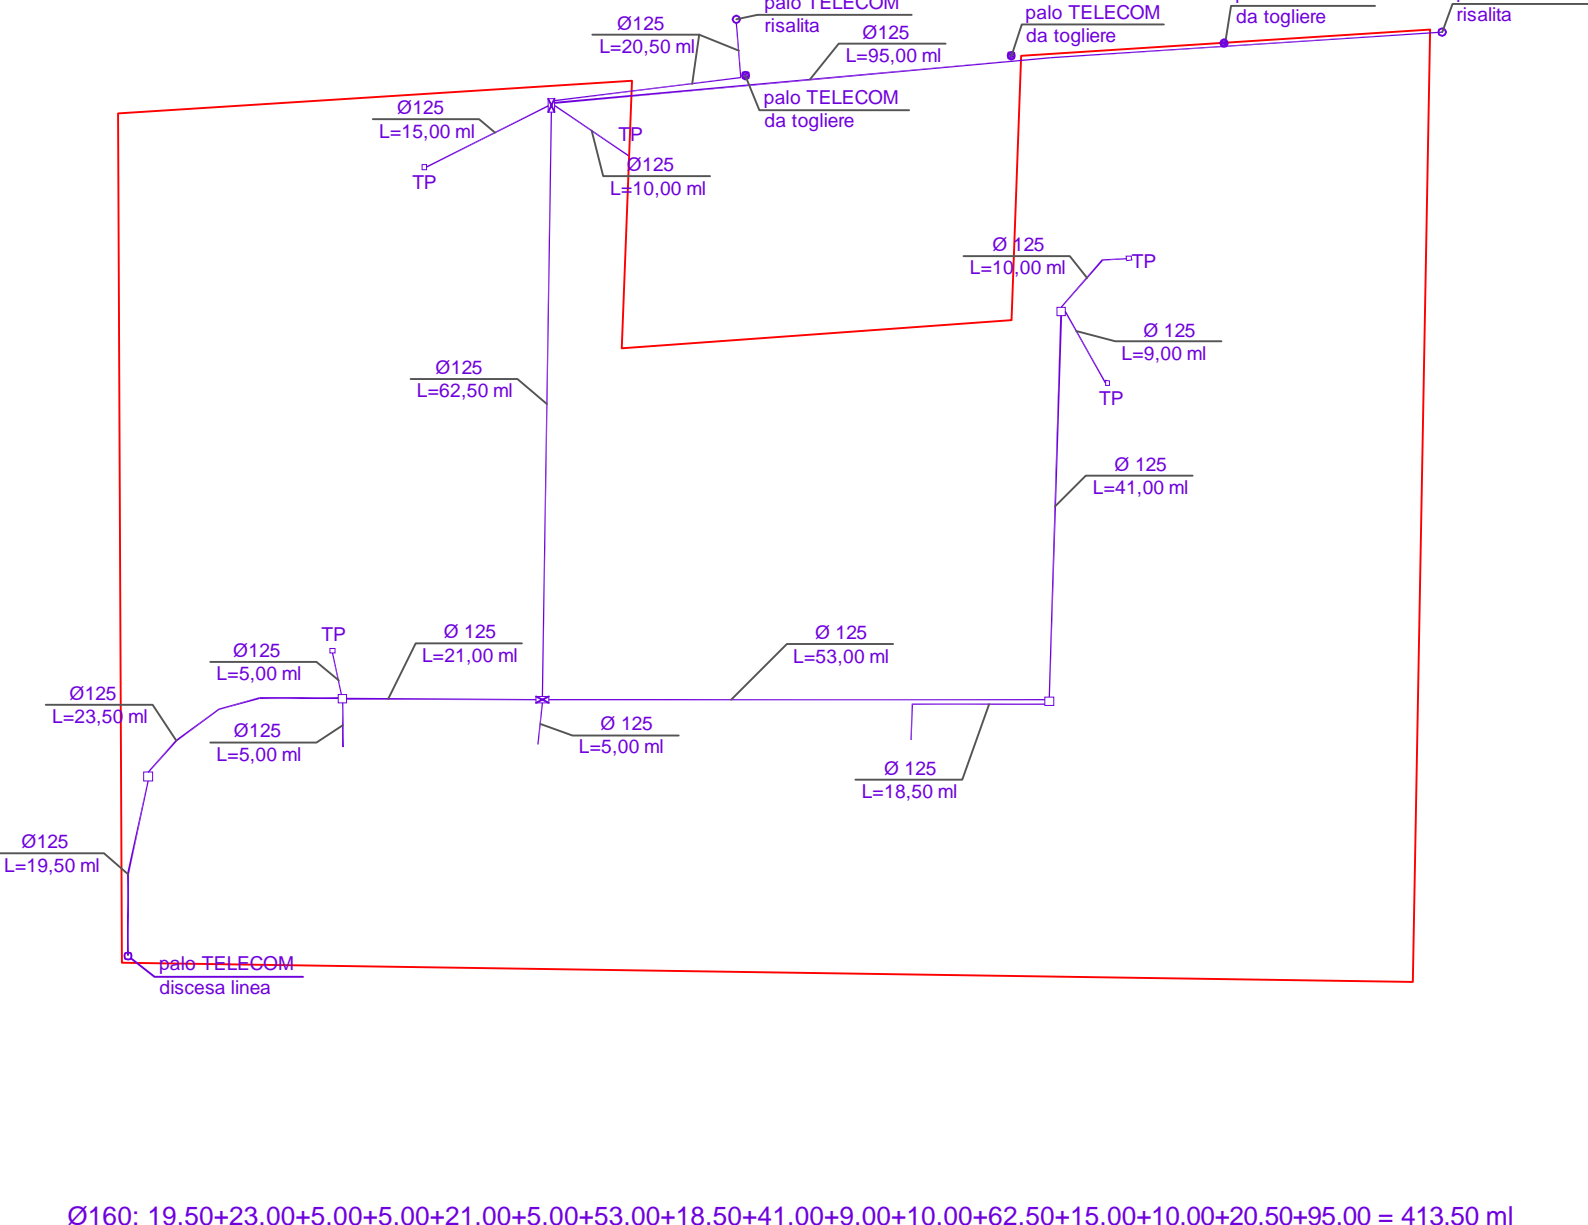 palo TELECOM
risalita
Ø125
L=20,50 ml
Ø125
L=95,00 ml
palo TELECOM
da togliere
da togliere
risalita
palo TELECOM
da togliere
Ø125
L=15,00 ml
TP
TP
Ø125
L=10,00 ml
Ø 125
L=10,00 ml
TP
Ø 125
L=9,00 ml
TP
Ø125
L=62,50 ml
Ø 125
L=41,00 ml
TP
Ø125
L=5,00 ml
Ø 125
L=21,00 ml
Ø 125
L=53,00 ml
Ø125
L=23,50 ml
Ø125
L=5,00 ml
Ø 125
L=5,00 ml
Ø 125
L=18,50 ml
Ø125
L=19,50 ml
palo TELECOM
discesa linea
Ø160: 19.50+23.00+5.00+5.00+21.00+5.00+53.00+18.50+41.00+9.00+10.00+62.50+15.00+10.00+20.50+95.00 = 413.50 ml